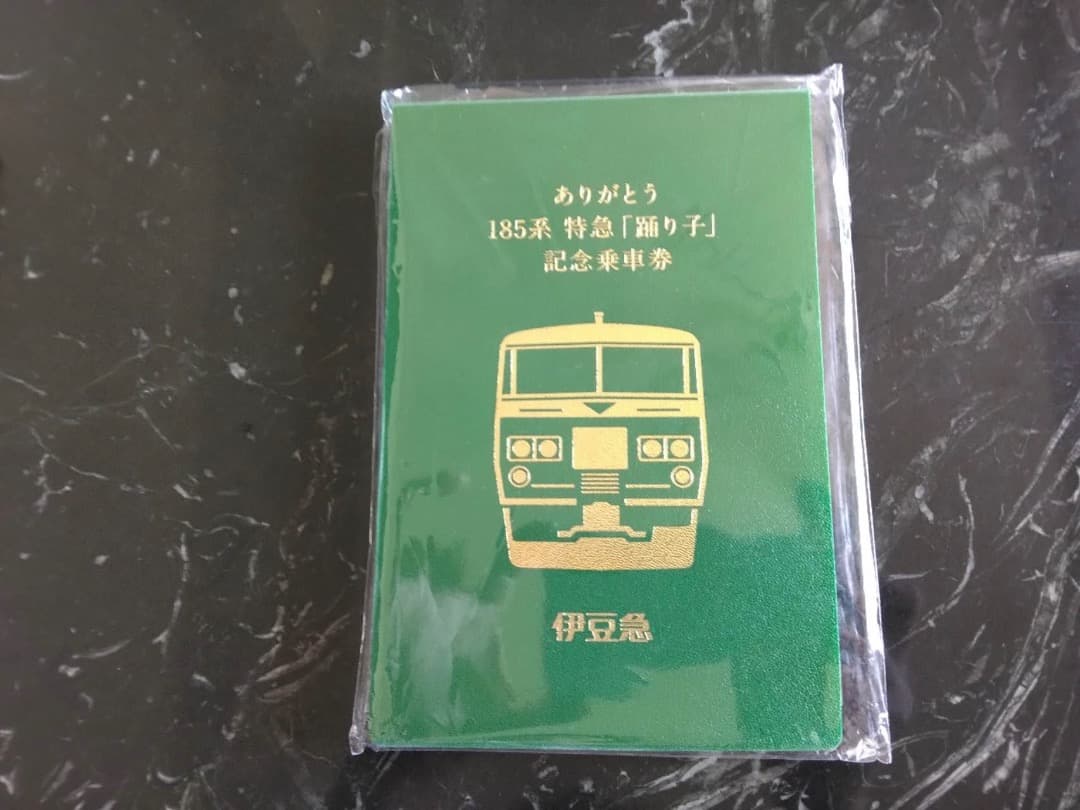 ありがとう
185系 特急「踊り子」
記念乗車券
伊豆急